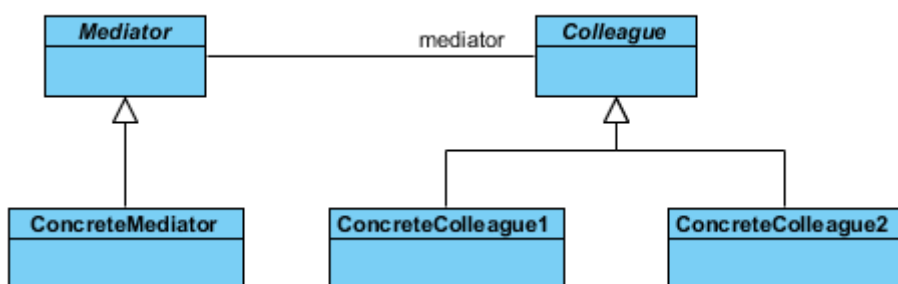 Mediator
mediator
Colleague
ConcreteMediator
ConcreteColleague1
ConcreteColleague2